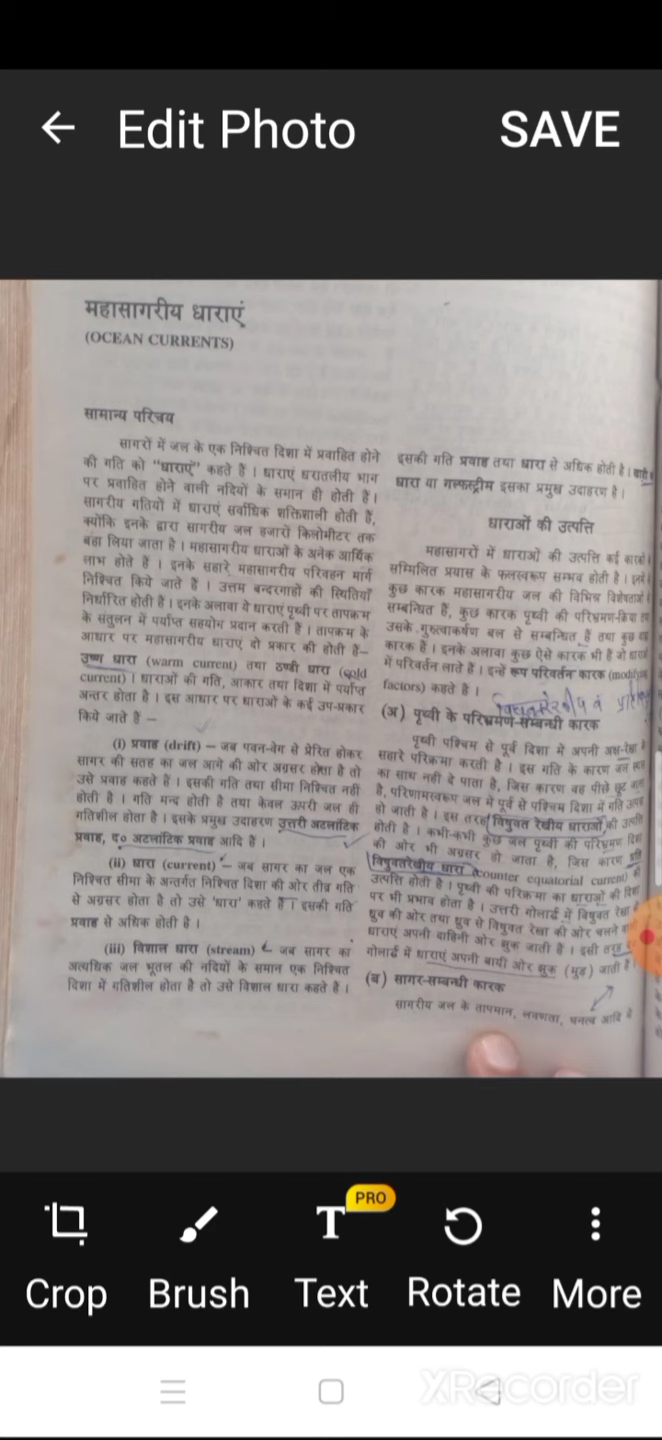 Edit Photo
SAVE
महासागरीय धाराएं
(OCEAN CURRENTS)
सामान्य परिचय
सागरों में जल के एक निश्चित दिशा में प्रवाहित होने
की गति को "धाराएं" कहते हैं । धाराएं धरातलीय भाग
पर प्रवाहित होने वाली नदियों के समान ही होती हैं।
सागरीय गतियों में धाराएं सर्वाधिक शक्तिशाली होती हैं,
क्योंकि इनके द्वारा सागरीय जल हजारों किलोमीटर तक
बहा लिया जाता है । महासागरीय धाराओं के अनेक आर्थिक
लाभ होते हैं । इनके सहारे महासागरीय परिवहन मार्ग
निश्चित किये जाते हैं । उत्तम बन्दरगाहों की स्थितियाँ
निर्धारित होती हैं। इनके अलावा ये धाराएं पृथ्वी पर तापक्रम
के संतुलन में पर्याप्त सहयोग प्रदान करती हैं । तापक्रम के
आधार पर महासागरीय धाराएं दो प्रकार की होती हैं–
उष्ण धारा (warm current) तथा ठण्डी धारा (cold
current) । धाराओं की गति, आकार तथा दिशा में पर्याप्त
अन्तर होता है । इस आधार पर धाराओं के कई उप-प्रकार
किये जाते हैं –
(i) प्रवाह (drift) – जब पवन-वेग से प्रेरित होकर
सागर की सतह का जल आगे की ओर अग्रसर होता है तो
उसे प्रवाह कहते हैं । इसकी गति तथा सीमा निश्चित नहीं
होती है । गति मन्द होती है तथा केवल ऊपरी जल ही
गतिशील होता है । इसके प्रमुख उदाहरण उत्तरी अटलांटिक
प्रवाह, द० अटलांटिक प्रवाह आदि हैं ।
(ii) धारा (current) – जब सागर का जल एक
निश्चित सीमा के अन्तर्गत निश्चित दिशा की ओर तीव्र गति
से अग्रसर होता है तो उसे 'धारा' कहते हैं । इसकी गति
प्रवाह से अधिक होती है ।
(iii) विशाल धारा (stream) – जब सागर का
अत्यधिक जल भूतल की नदियों के समान एक निश्चित
दिशा में गतिशील होता है तो उसे विशाल धारा कहते हैं ।
इसकी गति प्रवाह तथा धारा से अधिक होती है ।
धारा या गल्फस्ट्रीम इसका प्रमुख उदाहरण है ।
धाराओं की उत्पत्ति
महासागरों में धाराओं की उत्पत्ति कई कारकों
सम्मिलित प्रयास के फलस्वरूप सम्भव होती है ।
कुछ कारक महासागरीय जल की विभिन्न विशेषताओं
सम्बन्धित हैं, कुछ कारक पृथ्वी की परिभ्रमण-क्रिया
उसके गुरुत्वाकर्षण बल से सम्बन्धित हैं तथा कुछ
कारक हैं । इनके अलावा कुछ ऐसे कारक भी हैं जो
में परिवर्तन लाते हैं । इन्हें रूप परिवर्तन कारक
factors) कहते हैं ।
(अ) पृथ्वी के परिभ्रमण-सम्बन्धी कारक
पृथ्वी पश्चिम से पूर्व दिशा में अपनी अक्ष-रेखा
सहारे परिक्रमा करती है । इस गति के कारण जल
का साथ नहीं दे पाता है, जिस कारण वह पीछे छूट
है, परिणामस्वरूप जल में पूर्व से पश्चिम दिशा में गति
हो जाती है । इस तरह विषुवत रेखीय धाराओं की
होती है । कभी-कभी कुछ जल पृथ्वी की परिभ्रमण दिशा
की ओर भी अग्रसर हो जाता है, जिस कारण प्रति
विषुवतरेखीय धारा (counter equatorial current) की
उत्पत्ति होती है । पृथ्वी की परिक्रमा का धाराओं की दिशा
पर भी प्रभाव होता है । उत्तरी गोलार्द्ध में विषुवत रेखा
ध्रुव की ओर तथा ध्रुव से विषुवत रेखा की ओर चलने
धाराएं अपनी दाहिनी ओर झुक जाती हैं । इसी तरह
गोलार्द्ध में धाराएं अपनी बायीं ओर झुक (मुड़) जाती हैं
(ब) सागर-सम्बन्धी कारक
सागरीय जल के तापमान, लवणता, घनत्व आदि में
PRO
Crop
Brush
Text
Rotate
More
XRecorder